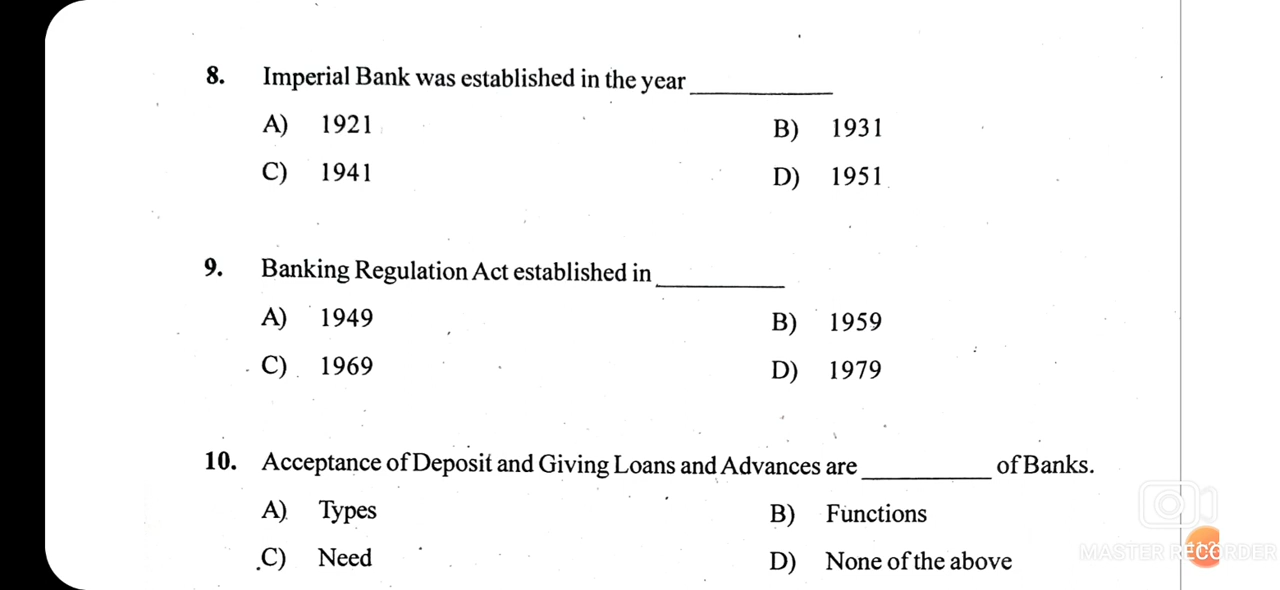 8. Imperial Bank was established in the year ___________
A) 1921 B) 1931
C) 1941 D) 1951
9. Banking Regulation Act established in __________
A) 1949 B) 1959
C) 1969 D) 1979
10. Acceptance of Deposit and Giving Loans and Advances are __________ of Banks.
A) Types B) Functions
C) Need D) None of the above
MASTER RECORDER